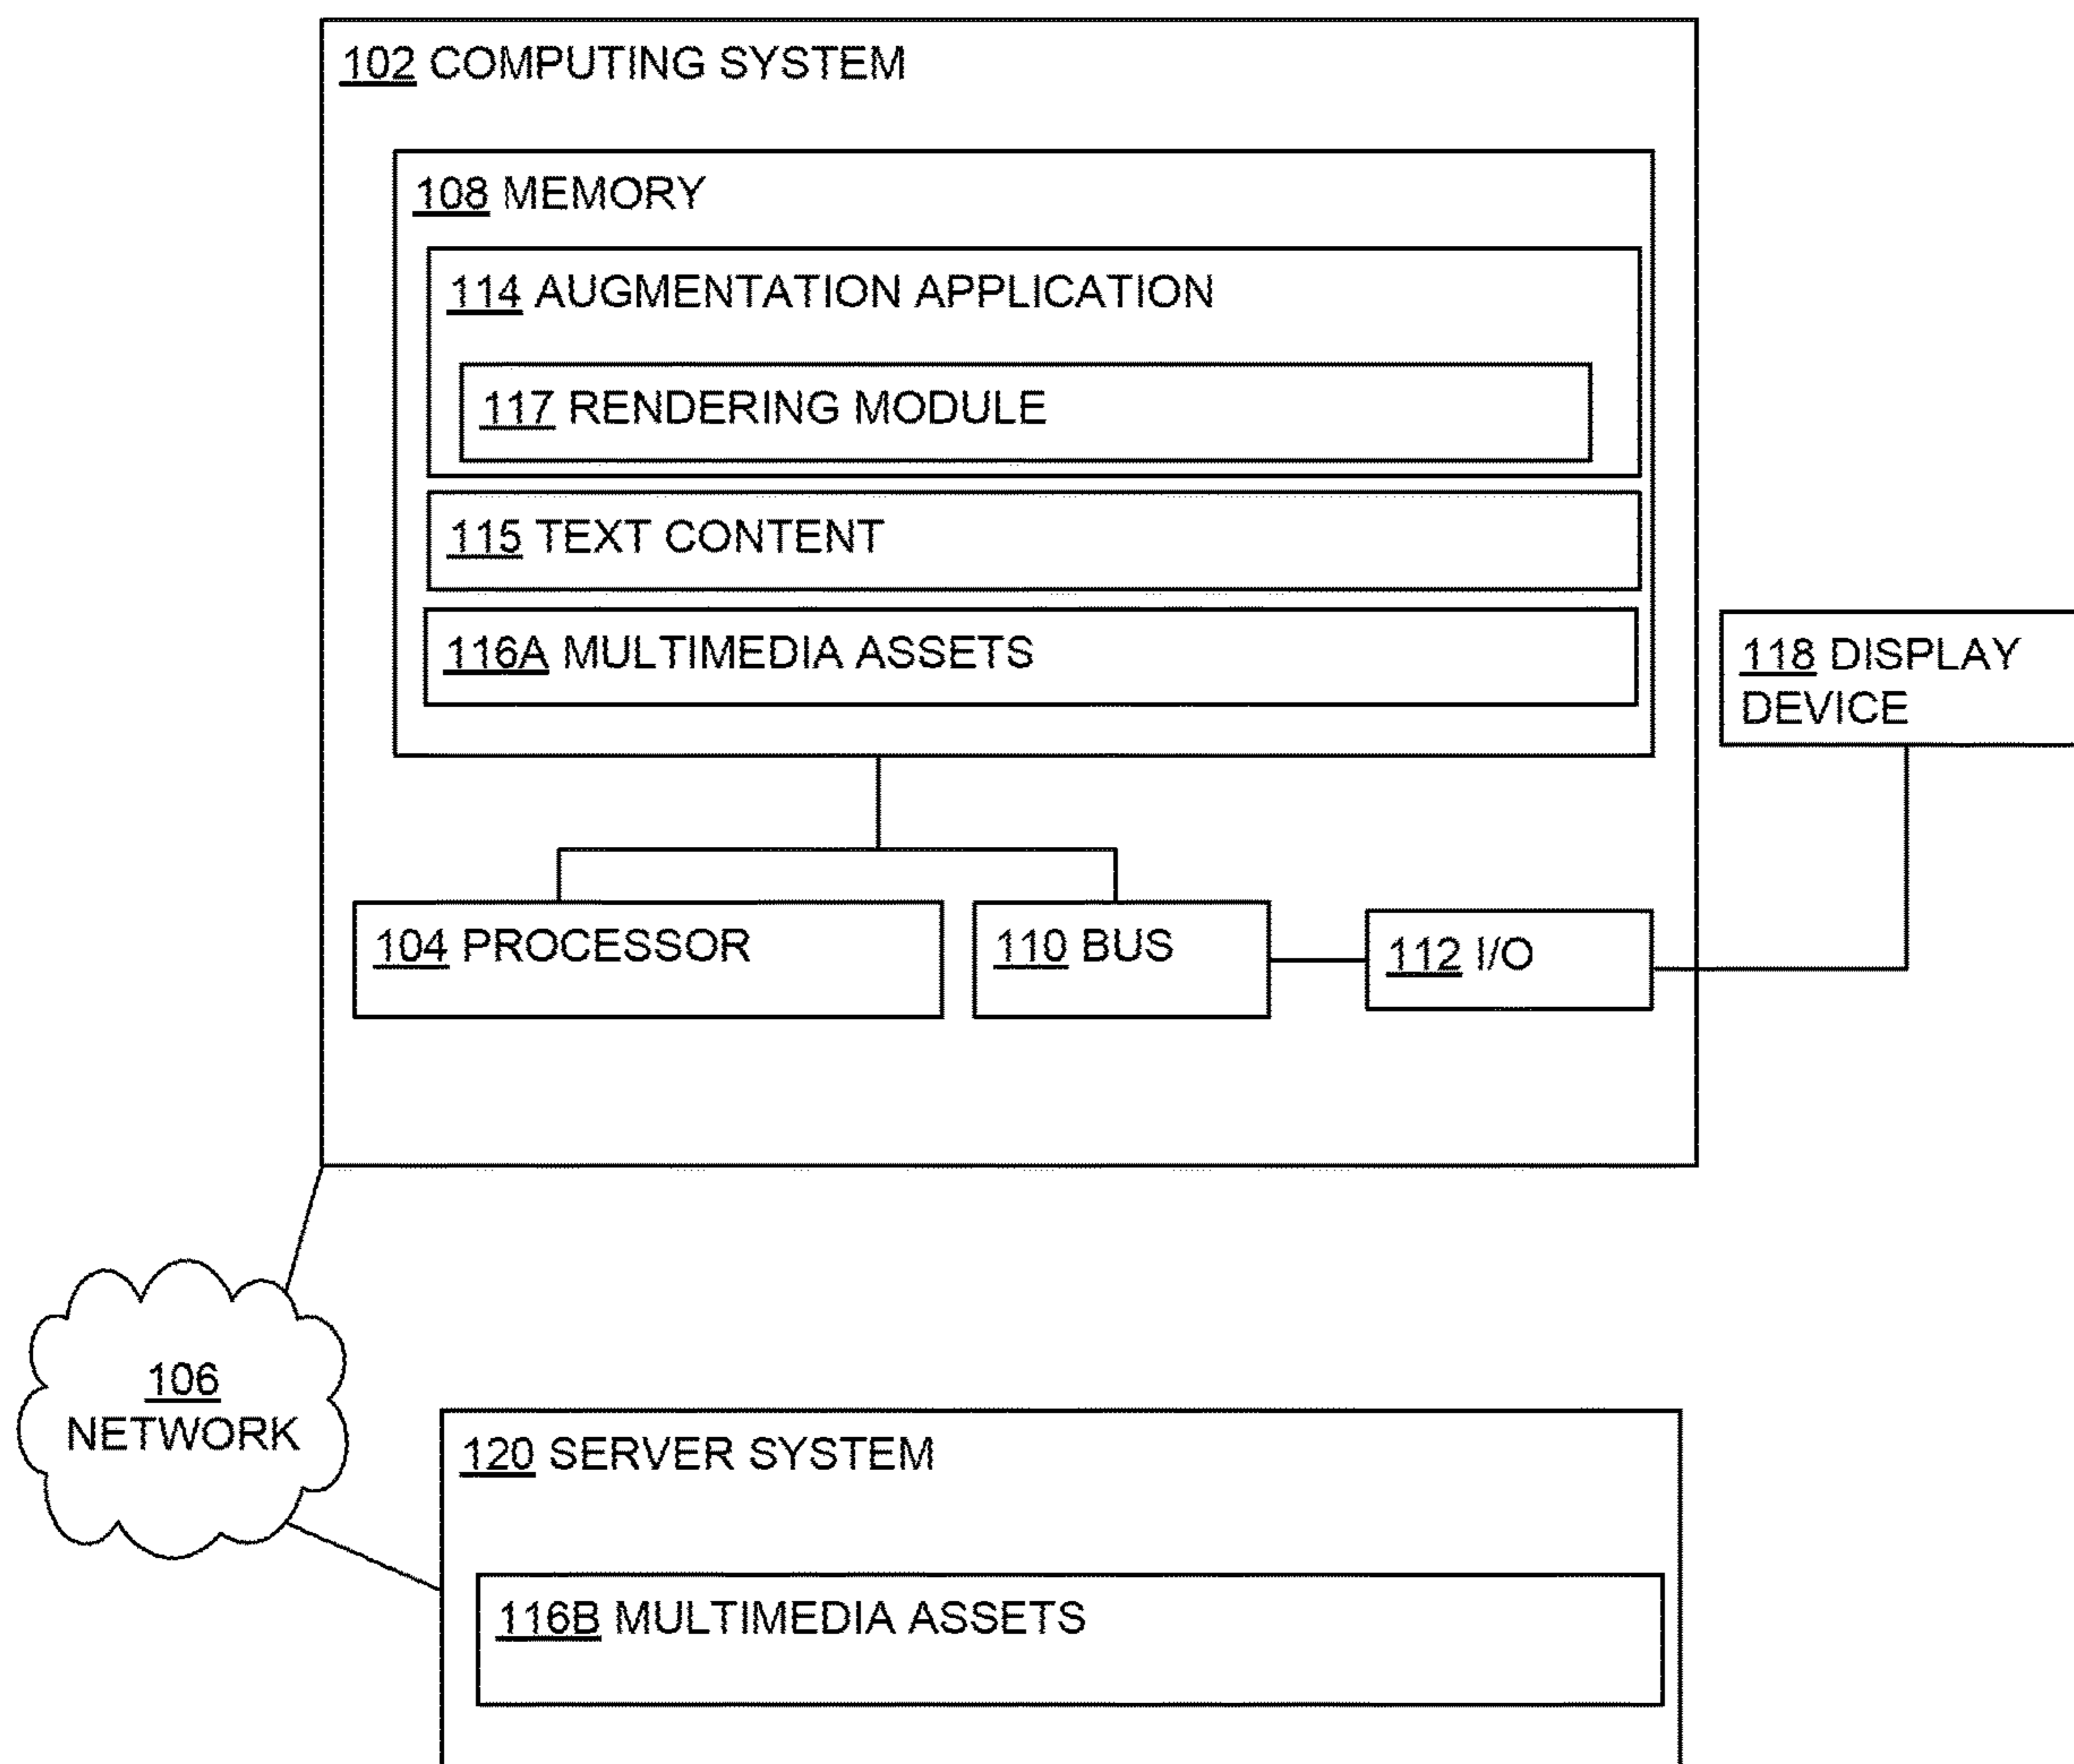 102 COMPUTING SYSTEM
108 MEMORY
114 AUGMENTATION APPLICATION
117 RENDERING MODULE
115 TEXT CONTENT
116A MULTIMEDIA ASSETS
118 DISPLAY
DEVICE
104 PROCESSOR
110 BUS
112 I/O
106
NETWORK
120 SERVER SYSTEM
116B MULTIMEDIA ASSETS